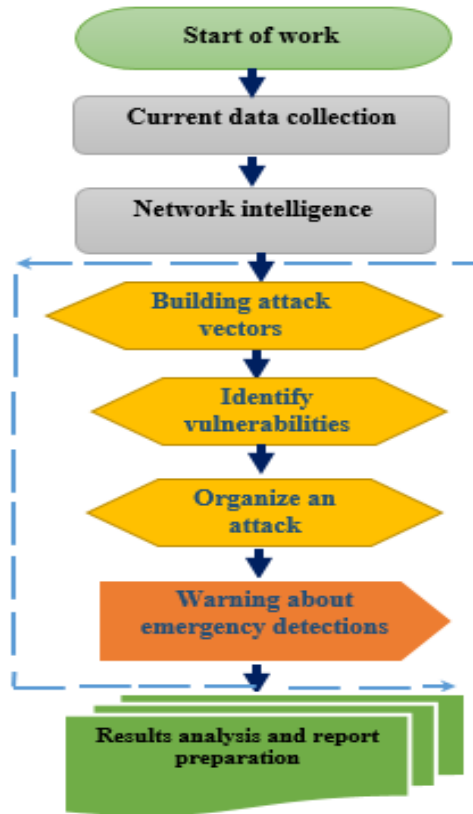 Start of work
Current data collection
Network intelligence
Building attack
vectors
Identify
vulnerabilities
Organize an
attack
Warning about
emergency detections
Results analysis and report
preparation